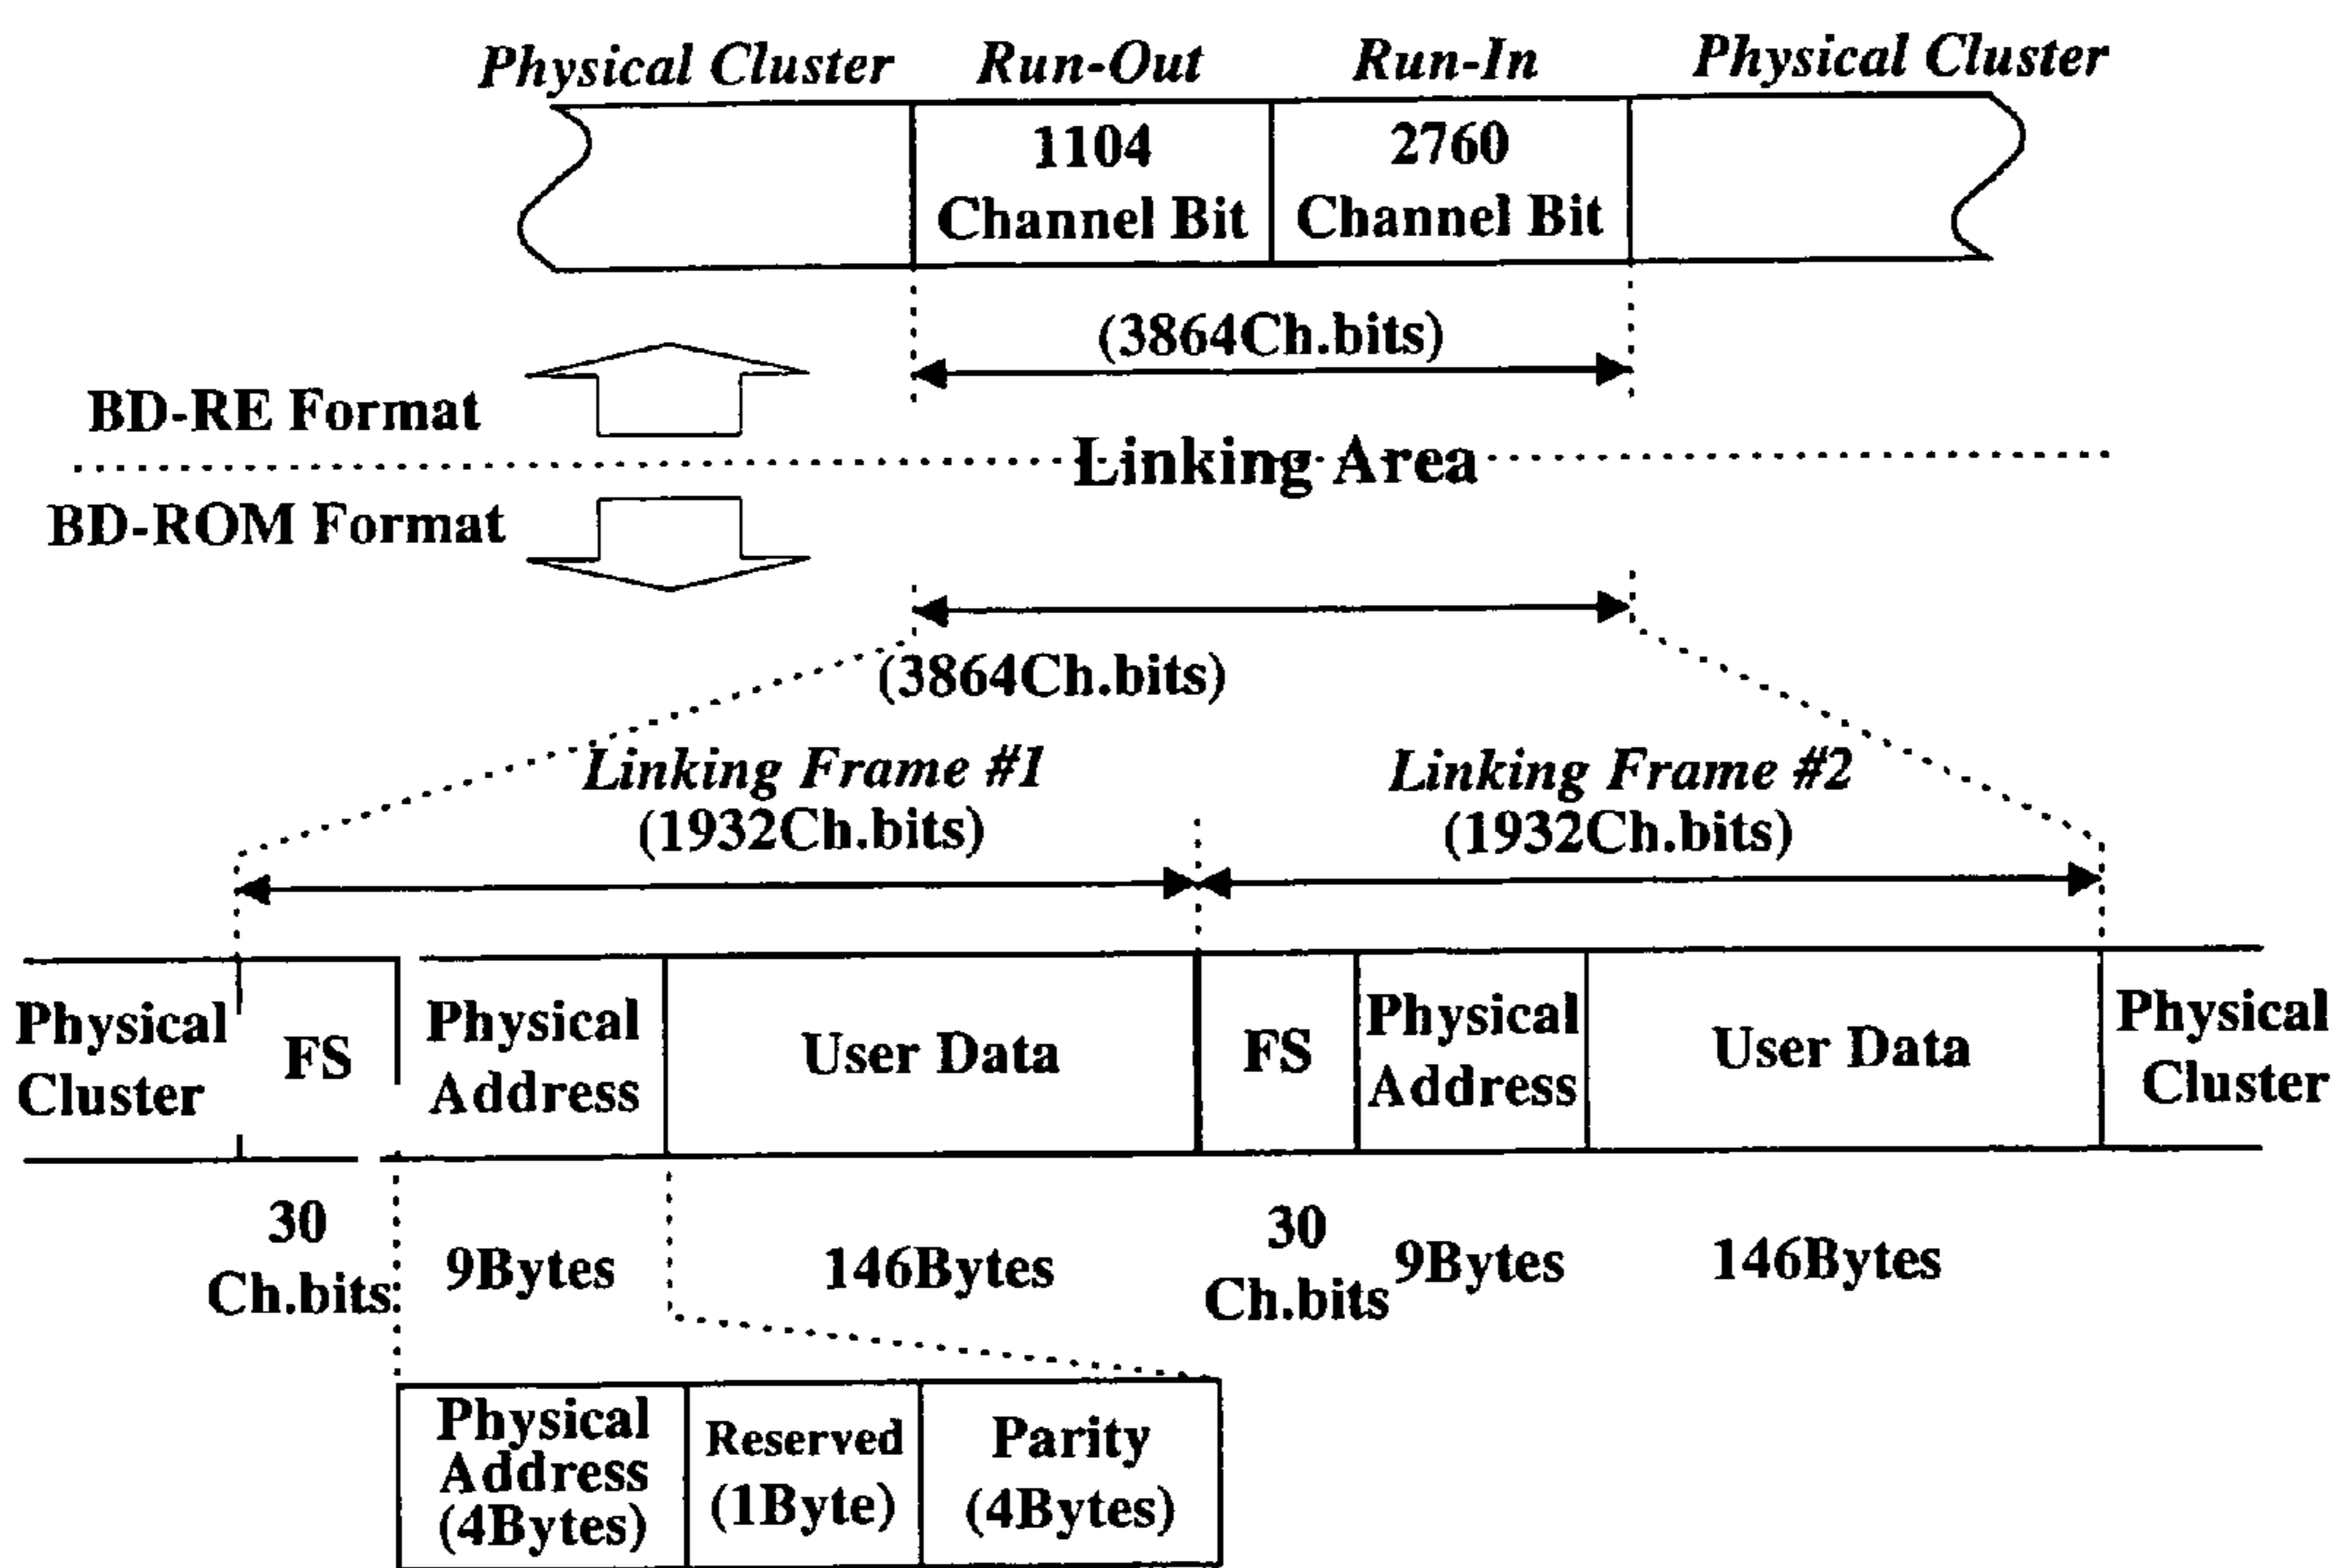 Physical Cluster Run-Out Run-In Physical Cluster
1104
Channel Bit
2760
Channel Bit
(3864Ch.bits)
BD-RE Format
Linking Area
BD-ROM Format
(3864Ch.bits)
Linking Frame #1
(1932Ch.bits)
Linking Frame #2
(1932Ch.bits)
Physical
Cluster
FS
Physical
Address
User Data
FS
Physical
Address
User Data
Physical
Cluster
30
Ch.bits
9Bytes
146Bytes
30
Ch.bits
9Bytes
146Bytes
Physical
Address
(4Bytes)
Reserved
(1Byte)
Parity
(4Bytes)